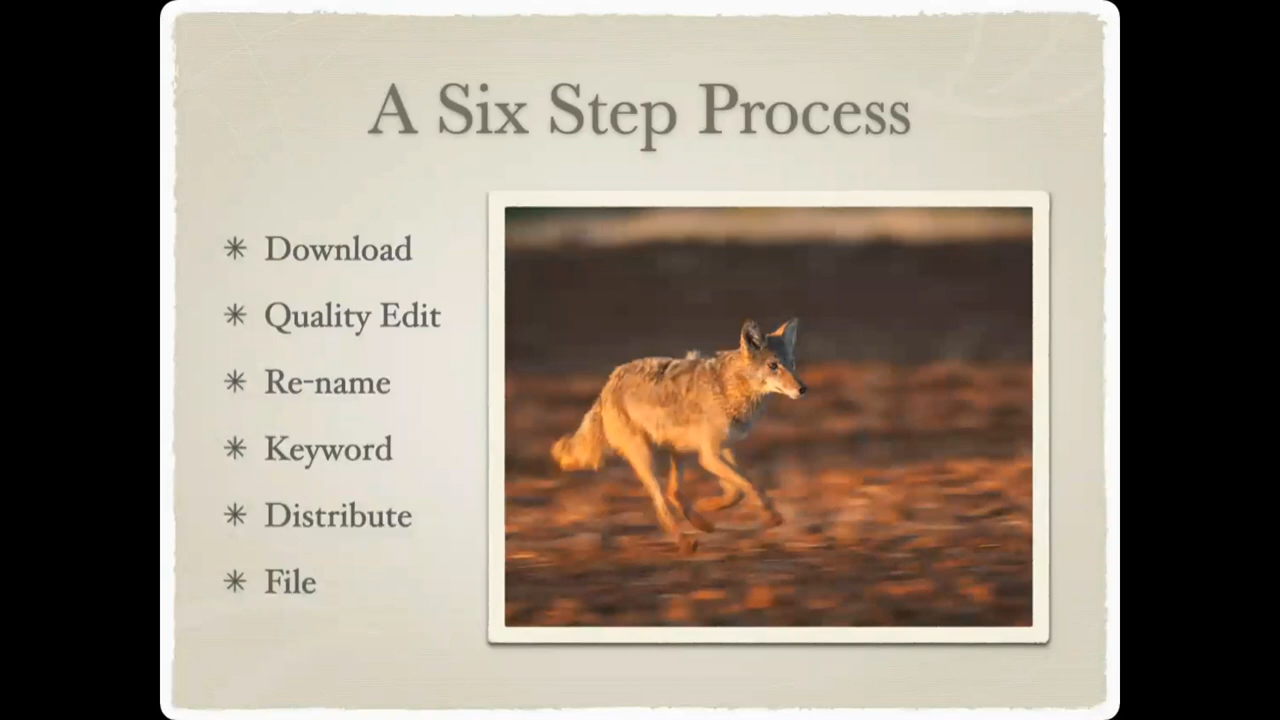 A Six Step Process
Download
Quality Edit
Re-name
Keyword
Distribute
File